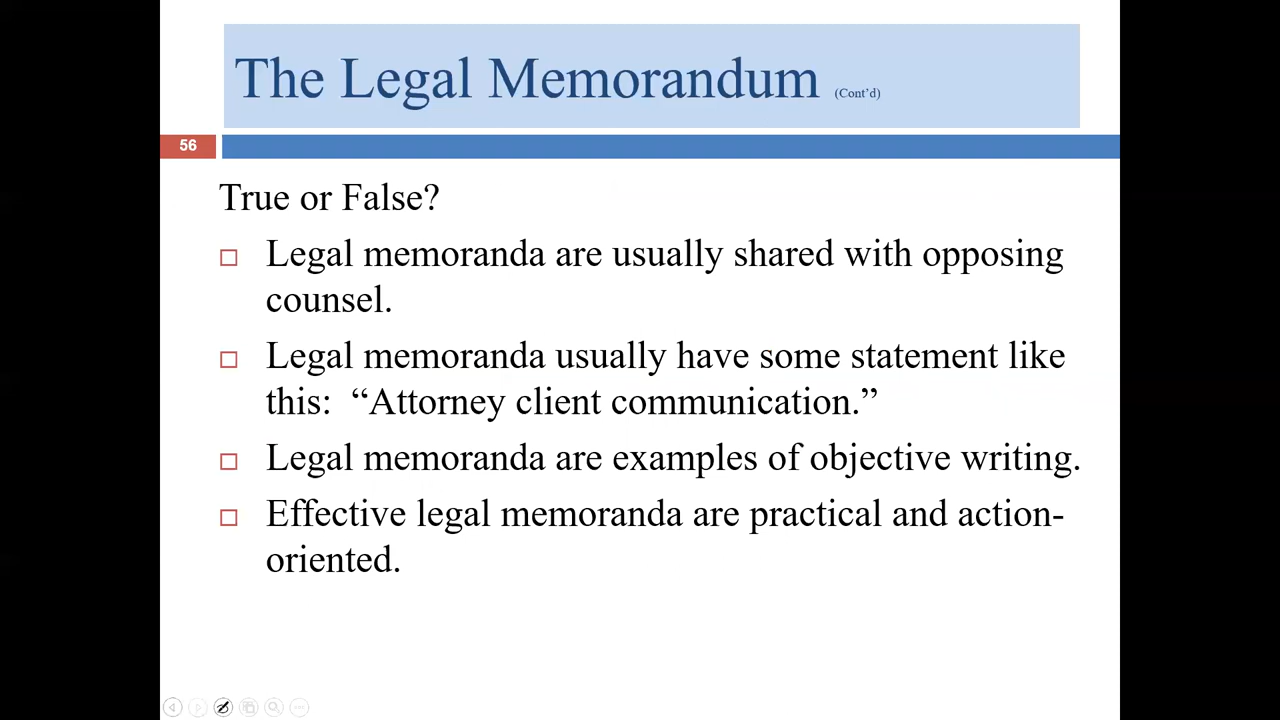 The Legal Memorandum (Cont'd)
56
True or False?
Legal memoranda are usually shared with opposing
counsel.
Legal memoranda usually have some statement like
this:  “Attorney client communication.”
Legal memoranda are examples of objective writing.
Effective legal memoranda are practical and action-
oriented.